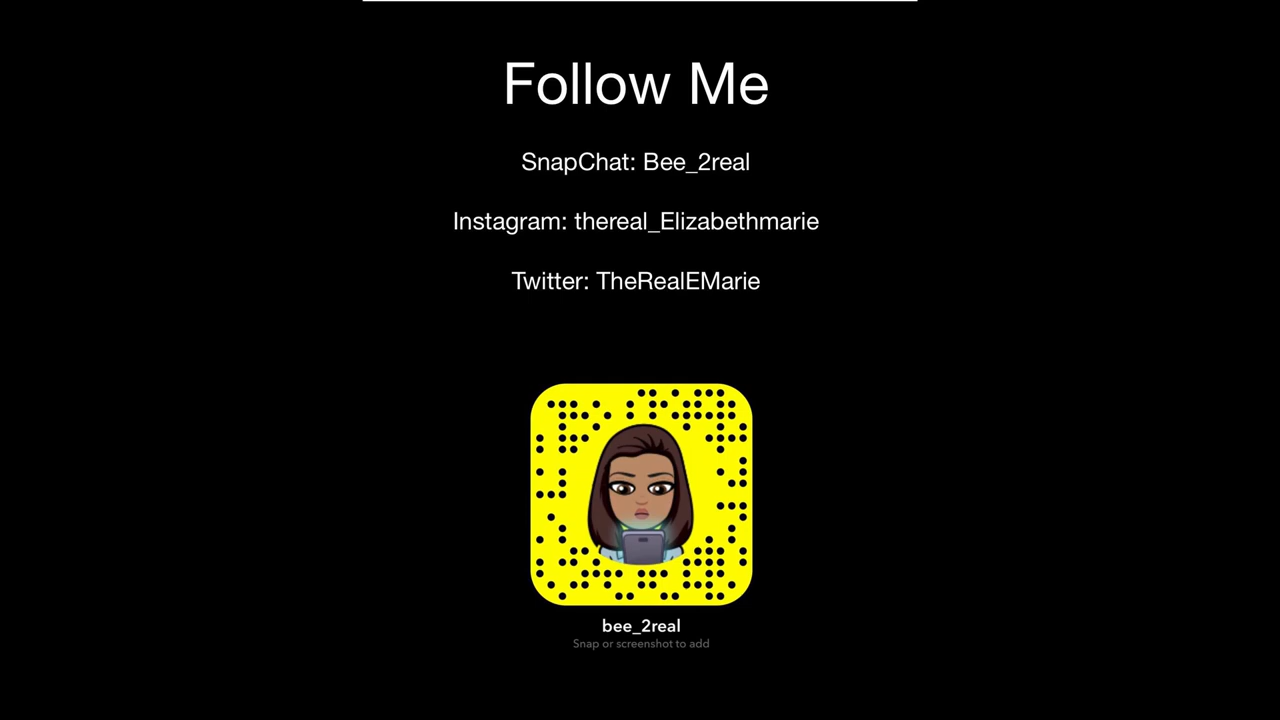 Follow Me
SnapChat: Bee_2real
Instagram: thereal_Elizabethmarie
Twitter: TheRealEMarie
bee_2real
Snap or screenshot to add